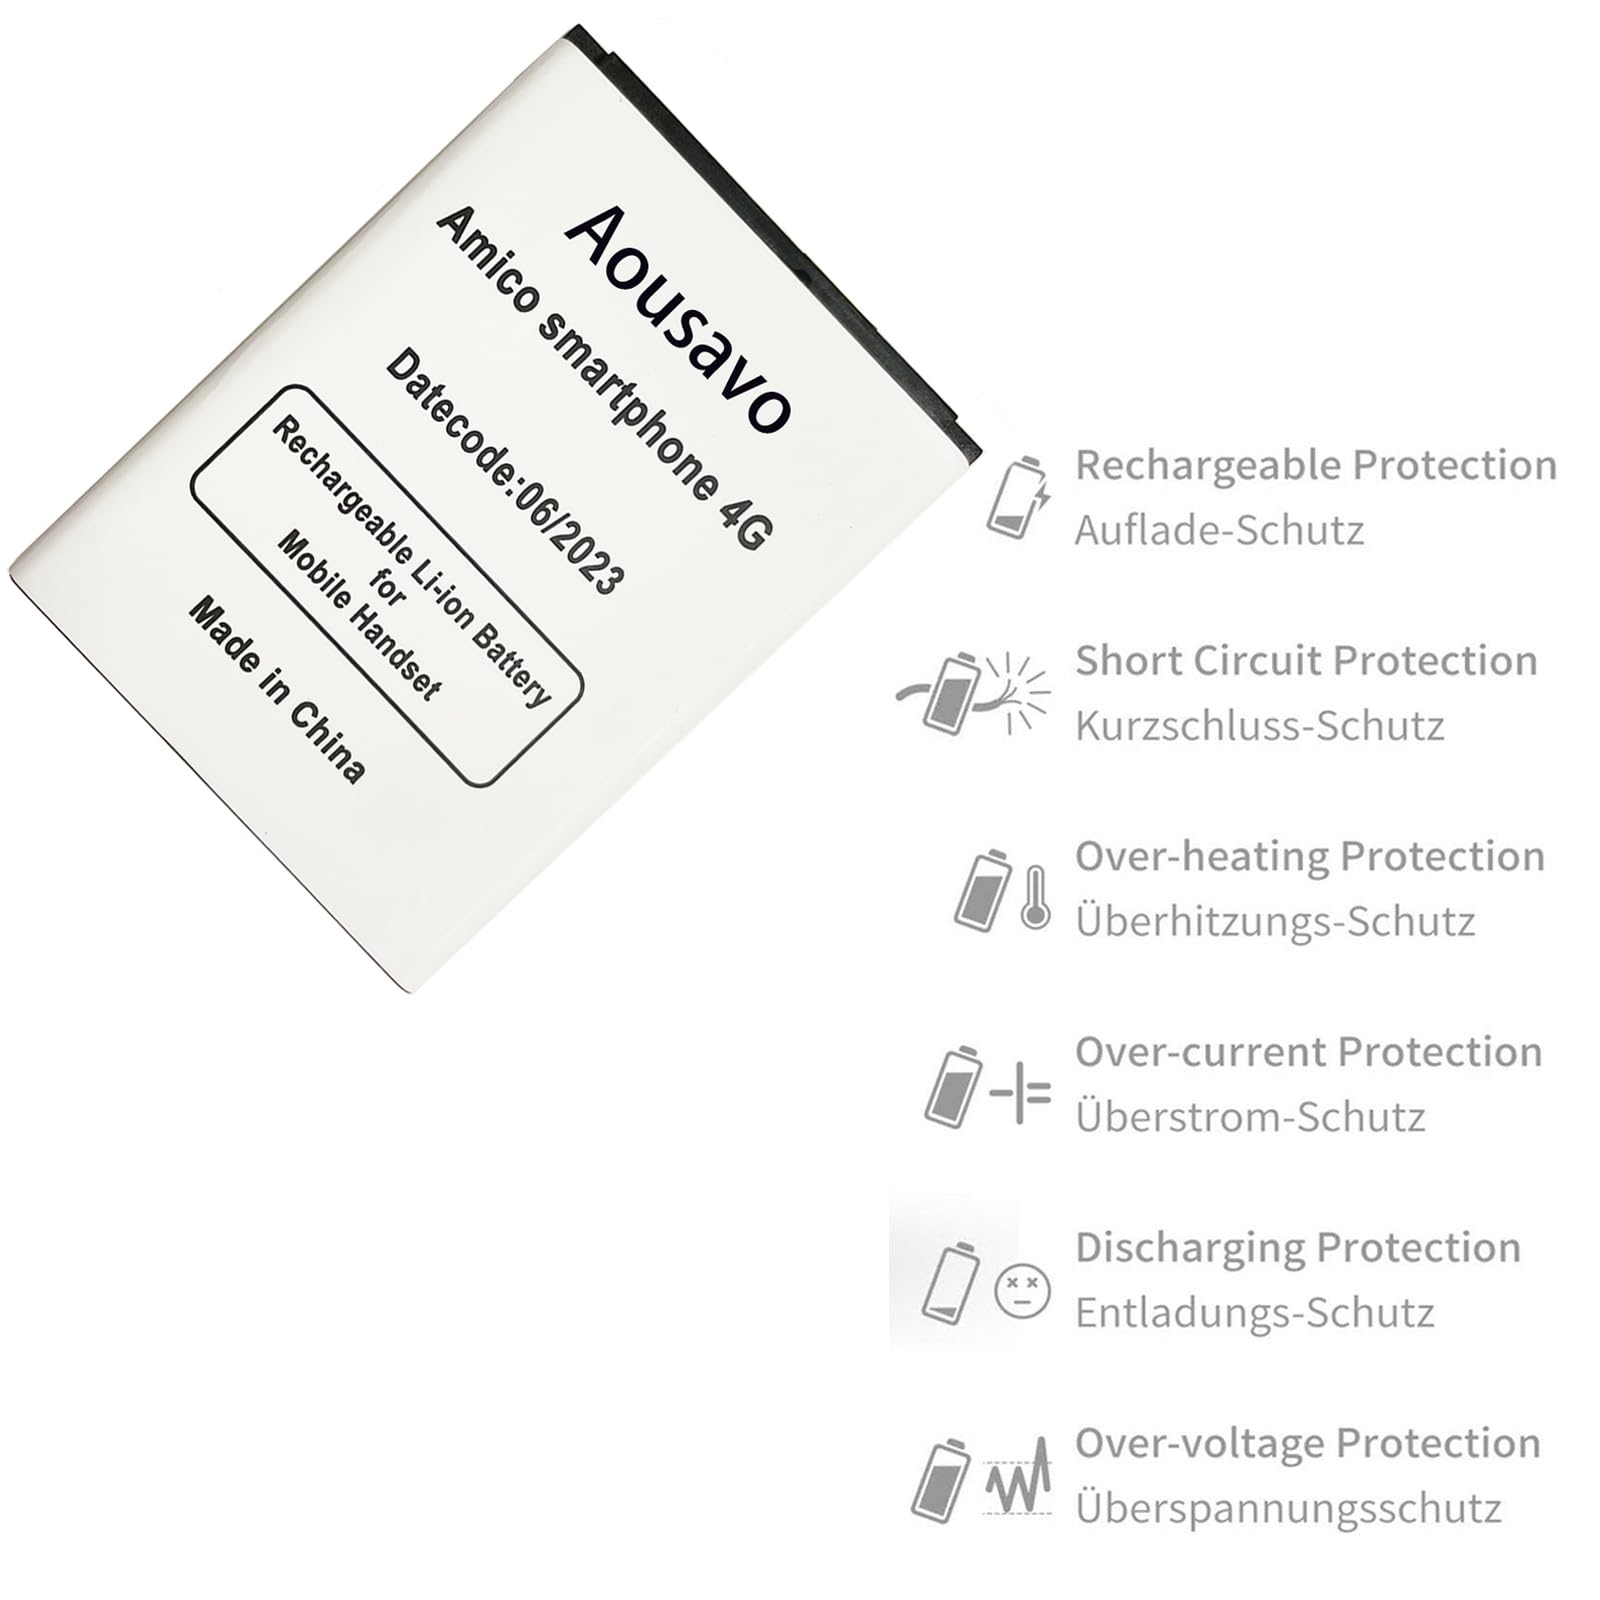 Aousavo
Amico smartphone 4G
Datecode:06/2023
Rechargeable Li-ion Battery
for
Mobile Handset
Made in China
Rechargeable Protection
Auflade-Schutz
Short Circuit Protection
Kurzschluss-Schutz
Over-heating Protection
Überhitzungs-Schutz
Over-current Protection
Überstrom-Schutz
Discharging Protection
Entladungs-Schutz
Over-voltage Protection
Überspannungsschutz